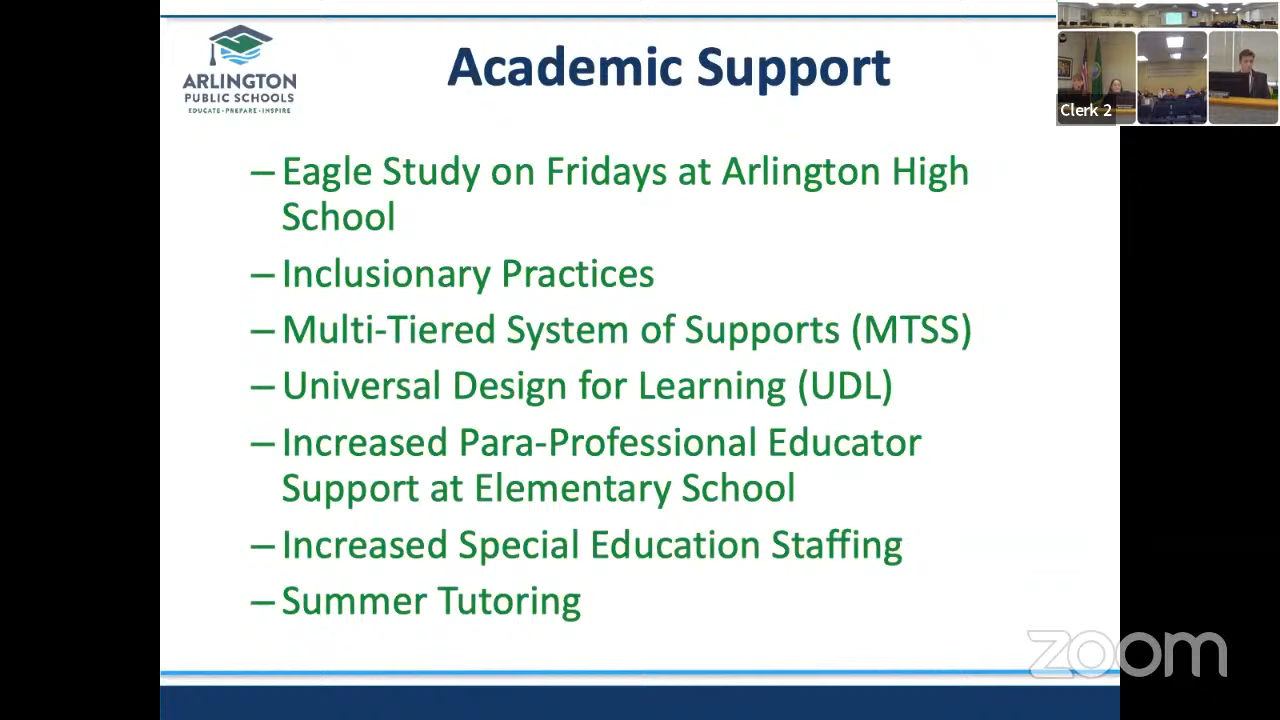 ARLINGTON
PUBLIC SCHOOLS
EDUCATE • PREPARE • INSPIRE
Academic Support
Clerk 2
– Eagle Study on Fridays at Arlington High
School
– Inclusionary Practices
– Multi-Tiered System of Supports (MTSS)
– Universal Design for Learning (UDL)
– Increased Para-Professional Educator
Support at Elementary School
– Increased Special Education Staffing
– Summer Tutoring
zoom